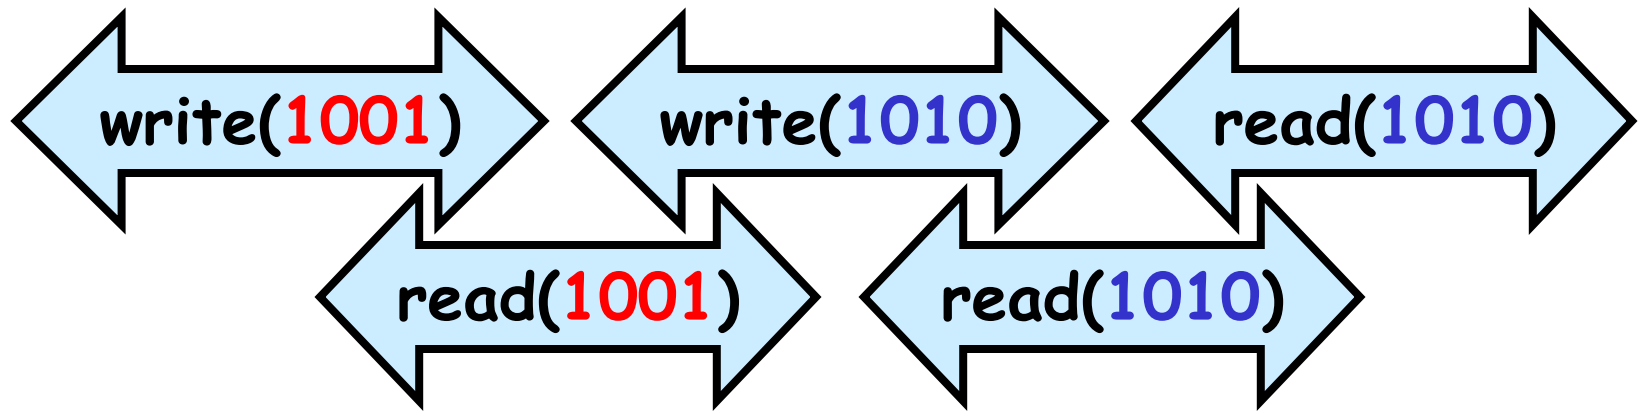 write(1001) write(1010) read(1010)
read(1001) read(1010)